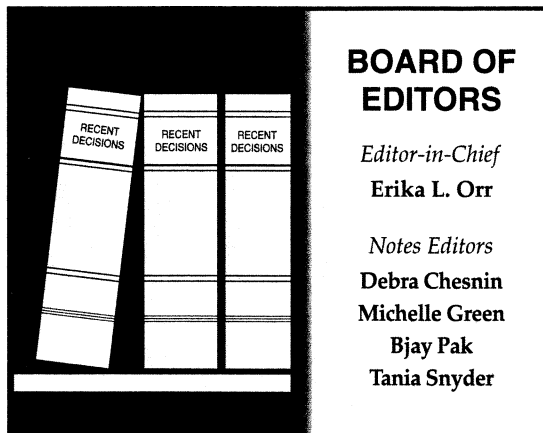 RECENT
DECISIONS
RECENT
DECISIONS
RECENT
DECISIONS
BOARD OF
EDITORS
Editor-in-Chief
Erika L. Orr
Notes Editors
Debra Chesnin
Michelle Green
Bjay Pak
Tania Snyder